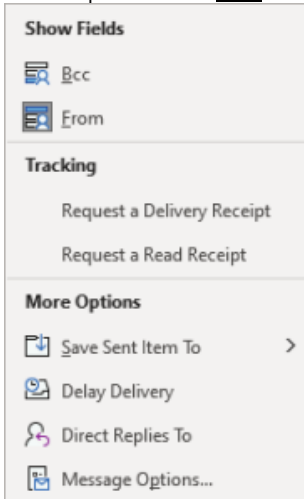 Show Fields
Bcc
From
Tracking
Request a Delivery Receipt
Request a Read Receipt
More Options
Save Sent Item To
Delay Delivery
Direct Replies To
Message Options...